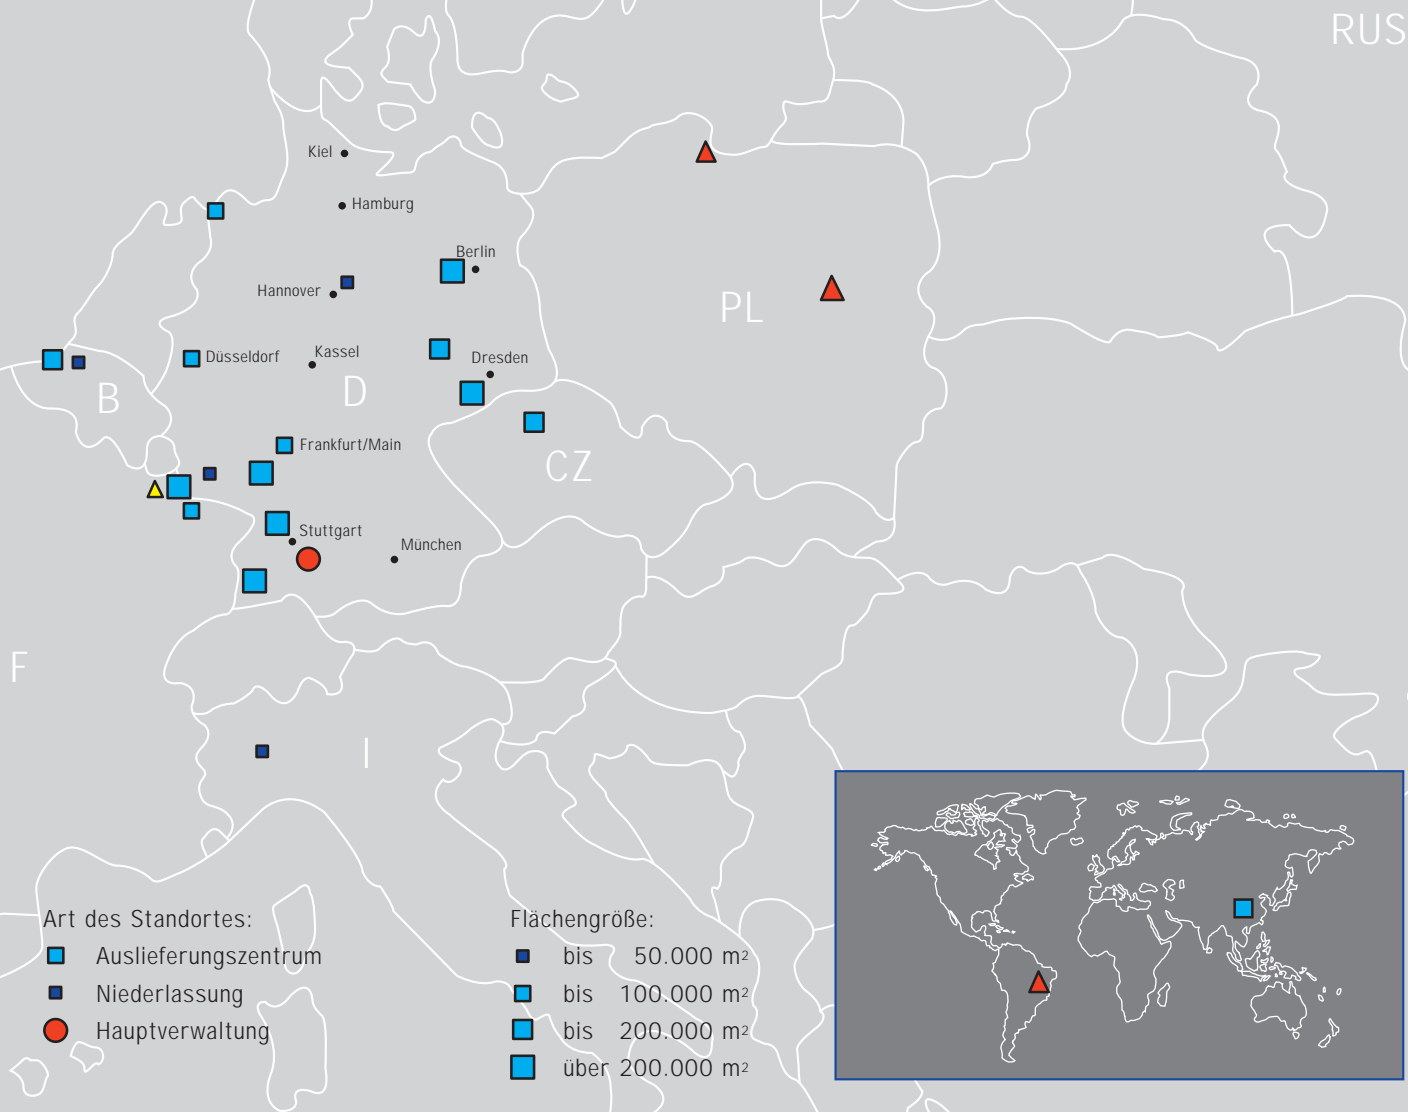 RUS
Kiel
Hamburg
Berlin
Hannover
PL
Düsseldorf
Kassel
Dresden
B
D
Frankfurt/Main
CZ
Stuttgart
München
F
I
Art des Standortes:
Auslieferungszentrum
Niederlassung
Hauptverwaltung
Flächengröße:
bis 50.000 m²
bis 100.000 m²
bis 200.000 m²
über 200.000 m²